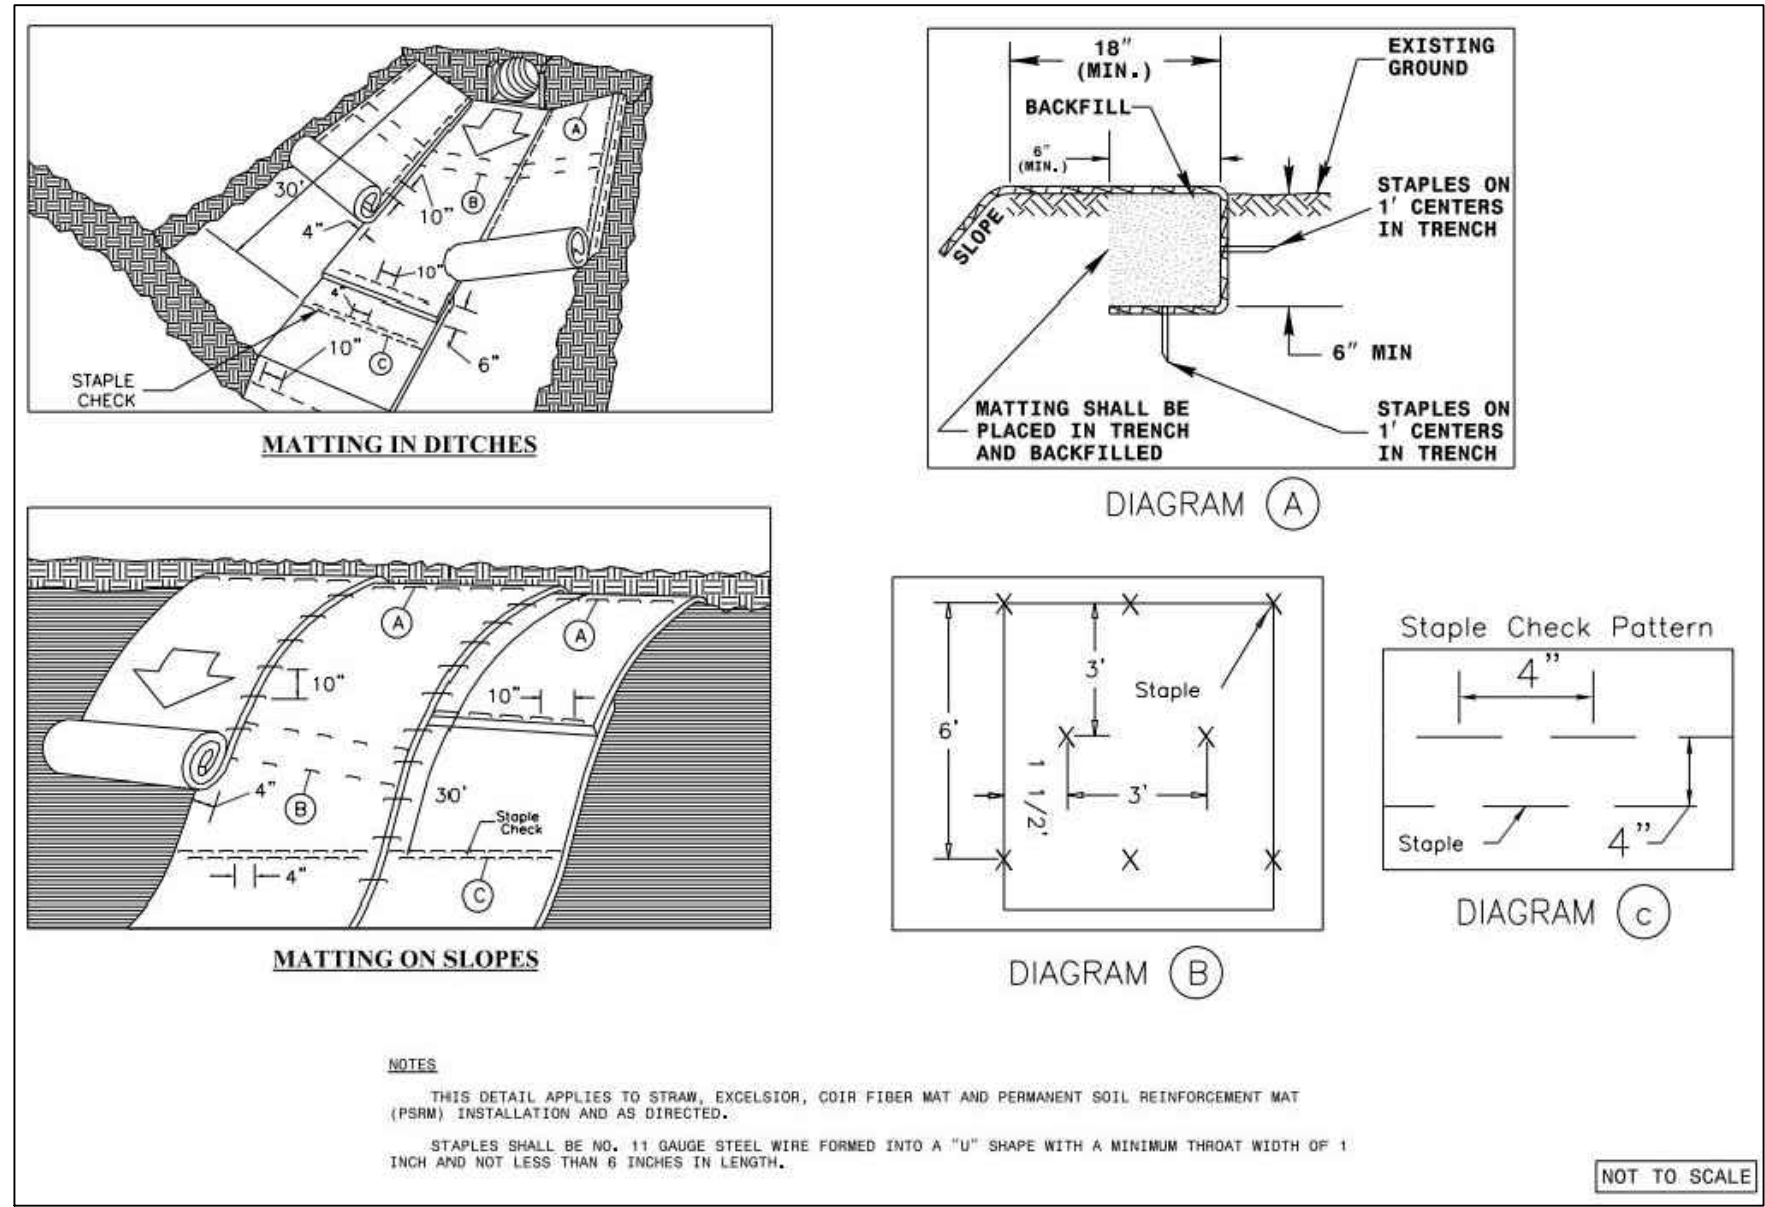 30'
4"
10"
B
A
10"
4"
10"
C
6"
STAPLE
CHECK
MATTING IN DITCHES
18"
(MIN.)
EXISTING
GROUND
BACKFILL
6"
(MIN.)
SLOPE
STAPLES ON
1' CENTERS
IN TRENCH
6" MIN
MATTING SHALL BE
PLACED IN TRENCH
AND BACKFILLED
STAPLES ON
1' CENTERS
IN TRENCH
DIAGRAM A
A
A
10"
10"
4"
B
30'
Staple
Check
4"
C
MATTING ON SLOPES
3'
Staple
6'
1 1/2'
3'
DIAGRAM B
Staple Check Pattern
4"
Staple
4"
DIAGRAM c
NOTES
THIS DETAIL APPLIES TO STRAW, EXCELSIOR, COIR FIBER MAT AND PERMANENT SOIL REINFORCEMENT MAT
(PSRM) INSTALLATION AND AS DIRECTED.
STAPLES SHALL BE NO. 11 GAUGE STEEL WIRE FORMED INTO A "U" SHAPE WITH A MINIMUM THROAT WIDTH OF 1
INCH AND NOT LESS THAN 6 INCHES IN LENGTH.
NOT TO SCALE